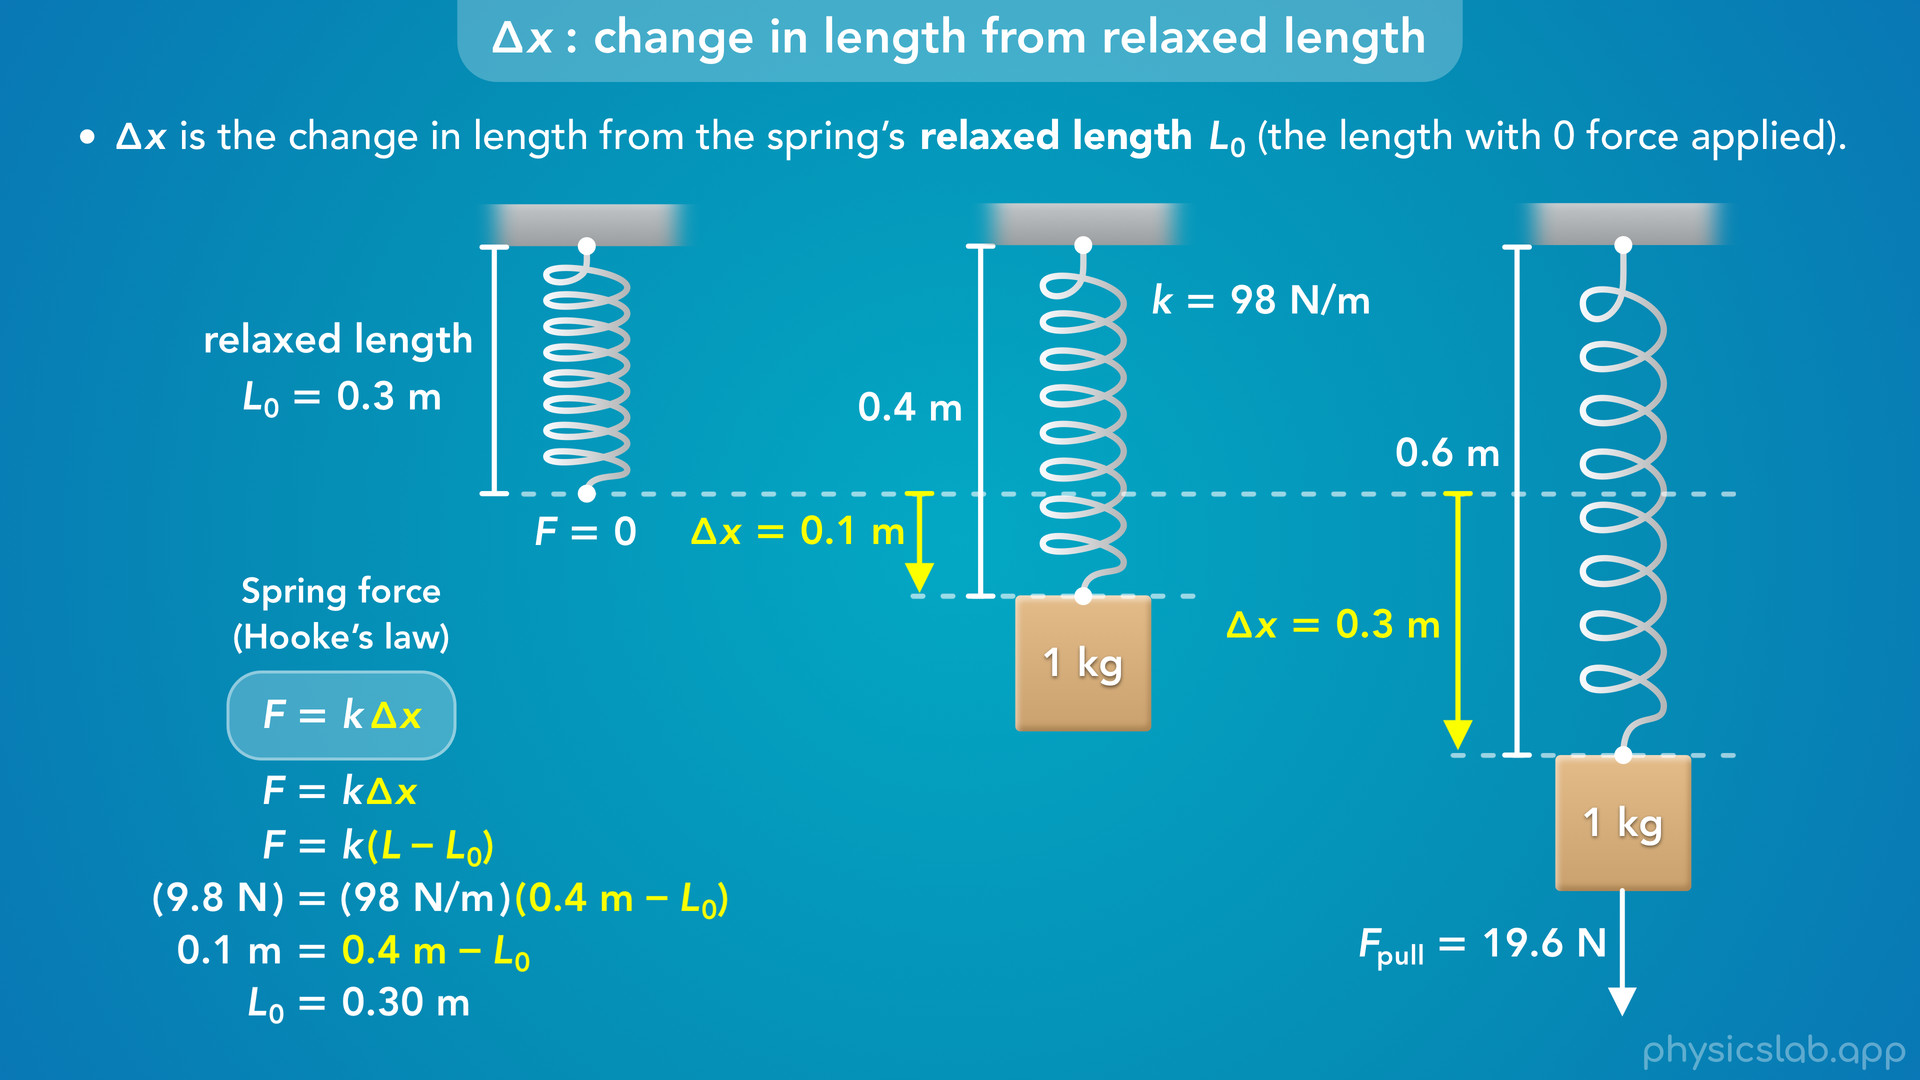 Δx : change in length from relaxed length
• Δx is the change in length from the spring’s relaxed length L₀ (the length with 0 force applied).
relaxed length
L₀ = 0.3 m
F = 0
Δx = 0.1 m
0.4 m
k = 98 N/m
1 kg
0.6 m
Δx = 0.3 m
1 kg
Fpull = 19.6 N
Spring force
(Hooke’s law)
F = k Δx
F = kΔx
F = k(L − L₀)
(9.8 N) = (98 N/m)(0.4 m − L₀)
0.1 m = 0.4 m − L₀
L₀ = 0.30 m
physicslab.app